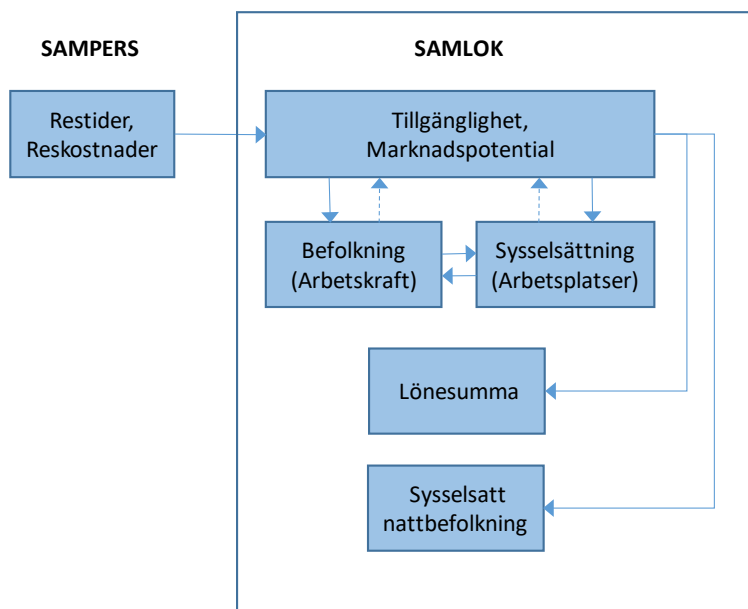 SAMPERS
SAMLOK
Restider,
Reskostnader
Tillgänglighet,
Marknadspotential
Befolkning
(Arbetskraft)
Sysselsättning
(Arbetsplatser)
Lönesumma
Sysselsatt
nattbefolkning